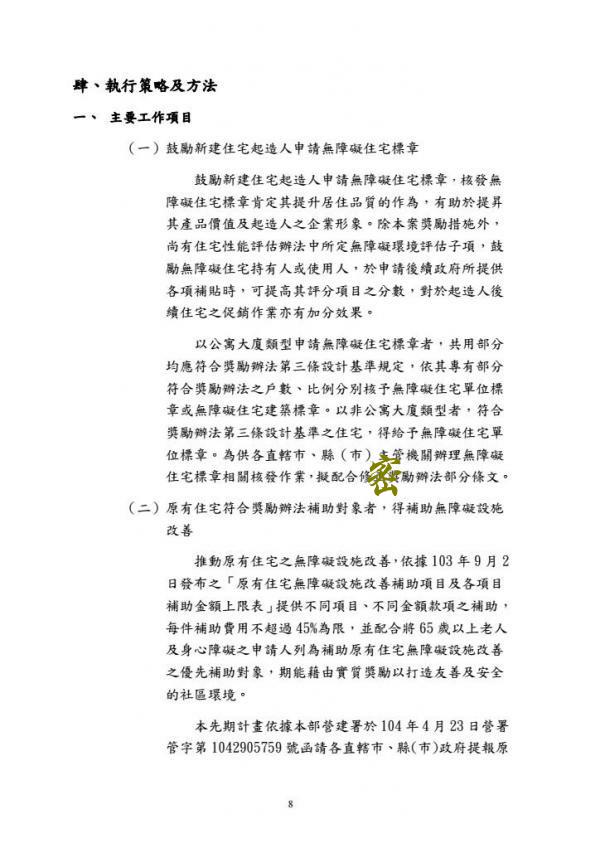 肆、執行策略及方法
一、 主要工作項目
（一）鼓勵新建住宅起造人申請無障礙住宅標章
鼓勵新建住宅起造人申請無障礙住宅標章，核發無
障礙住宅標章肯定其提升居住品質的作為，有助於提昇
其產品價值及起造人之企業形象。除本案獎勵措施外，
尚有住宅性能評估辦法中所定無障礙環境評估子項，鼓
勵無障礙住宅持有人或使用人，於申請後續政府所提供
各項補貼時，可提高其評分項目之分數，對於起造人後
續住宅之促銷作業亦有加分效果。
以公寓大廈類型申請無障礙住宅標章者，共用部分
均應符合獎勵辦法第三條設計基準規定，依其專有部分
符合獎勵辦法之戶數、比例分別核予無障礙住宅單位標
章或無障礙住宅建築標章。以非公寓大廈類型者，符合
獎勵辦法第三條設計基準之住宅，得給予無障礙住宅單
位標章。為供各直轄市、縣（市）主管機關辦理無障礙
住宅標章相關核發作業，擬配合修 獎勵辦法部分條文。
密
（二）原有住宅符合獎勵辦法補助對象者，得補助無障礙設施
改善
推動原有住宅之無障礙設施改善，依據 103 年 9 月 2
日發布之「原有住宅無障礙設施改善補助項目及各項目
補助金額上限表」提供不同項目、不同金額款項之補助，
每件補助費用不超過 45%為限，並配合將 65 歲以上老人
及身心障礙之申請人列為補助原有住宅無障礙設施改善
之優先補助對象，期能藉由實質獎勵以打造友善及安全
的社區環境。
本先期計畫依據本部營建署於 104 年 4 月 23 日營署
管字第 1042905759 號函請各直轄市、縣(市)政府提報原
8